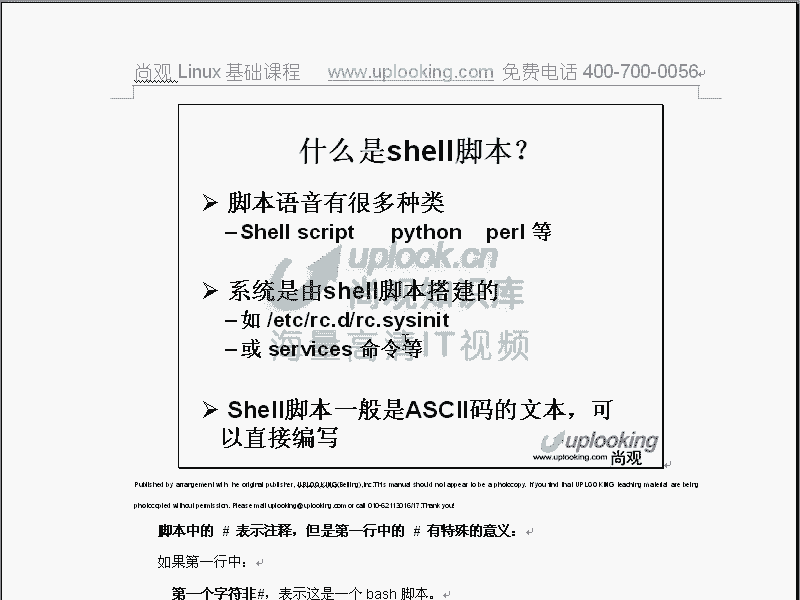 尚观 Linux 基础课程 www.uplooking.com 免费电话 400-700-0056
什么是shell脚本？
➢ 脚本语音有很多种类
–Shell script python perl 等
uplook.cn
尚观知识库
➢ 系统是由shell脚本搭建的
–如 /etc/rc.d/rc.sysinit
海量高清IT视频
–或 services 命令等
➢ Shell脚本一般是ASCII码的文本，可
以直接编写
uplooking
www.uplooking.com 尚观
Published by arrangement with the original publisher, UPLOOKING(Beijing),Inc.This manual should not appear to be a photocopy. If you find that UPLOOKING teaching material are being
photocopied without permission. Please mail uplooking@uplooking.com or call 010-62113016/17.Thank you!
脚本中的 # 表示注释，但是第一行中的 # 有特殊的意义：
如果第一行中：
第一个字符非#，表示这是一个 bash 脚本。